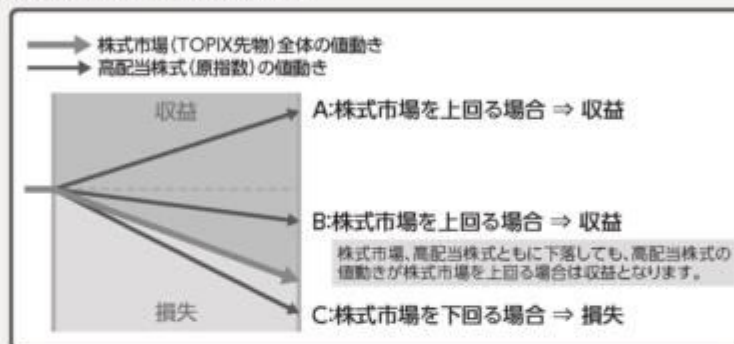 株式市場(TOPIX先物)全体の値動き
高配当株式(原指数)の値動き
収益
A:株式市場を上回る場合 ⇒ 収益
B:株式市場を上回る場合 ⇒ 収益
株式市場、高配当株式ともに下落しても、高配当株式の
値動きが株式市場を上回る場合は収益となります。
損失
C:株式市場を下回る場合 ⇒ 損失